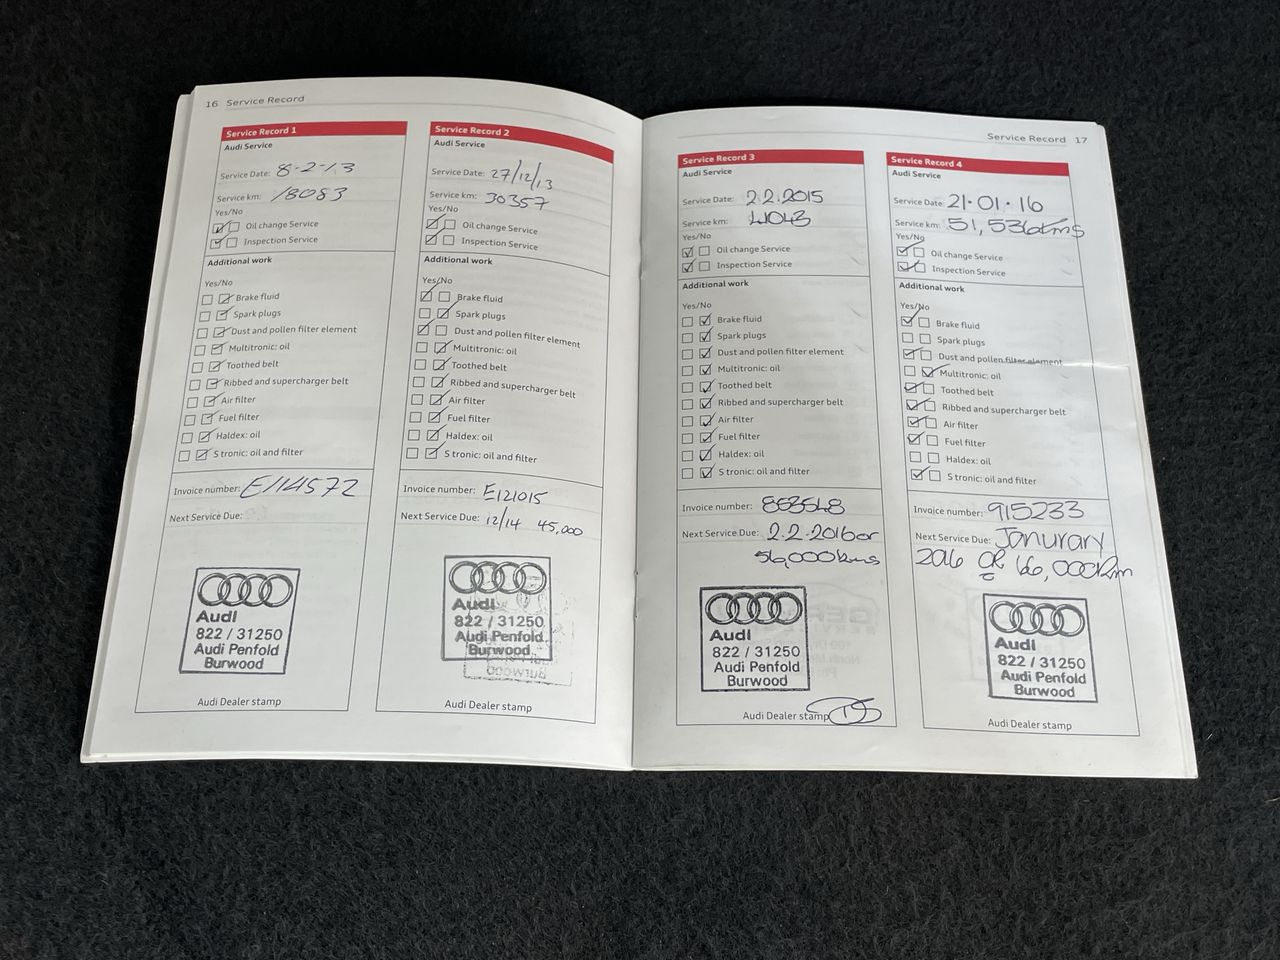 16 Service Record
Service Record 1
Audi Service
Service Date: 8-2-13
Service km: 18083
Yes/No
Oil change Service
Inspection Service
Additional work
Yes/No
Brake fluid
Spark plugs
Dust and pollen filter element
Multitronic: oil
Toothed belt
Ribbed and supercharger belt
Air filter
Fuel filter
Haldex: oil
S tronic: oil and filter
Invoice number: E114572
Next Service Due:
Audi
822 / 31250
Audi Penfold
Burwood
Audi Dealer stamp
Service Record 2
Audi Service
Service Date: 27/12/13
Service km: 30357
Yes/No
Oil change Service
Inspection Service
Additional work
Yes/No
Brake fluid
Spark plugs
Dust and pollen filter element
Multitronic: oil
Toothed belt
Ribbed and supercharger belt
Air filter
Fuel filter
Haldex: oil
S tronic: oil and filter
Invoice number: E121015
Next Service Due: 12/14 45,000
Audi
822 / 31250
Audi Penfold
Burwood
Audi Dealer stamp
Service Record 17
Service Record 3
Audi Service
Service Date: 2.2.2015
Service km: 41043
Yes/No
Oil change Service
Inspection Service
Additional work
Yes/No
Brake fluid
Spark plugs
Dust and pollen filter element
Multitronic: oil
Toothed belt
Ribbed and supercharger belt
Air filter
Fuel filter
Haldex: oil
S tronic: oil and filter
Invoice number: 853548
Next Service Due: 2.2.2016 or
56,000kms
Audi
822 / 31250
Audi Penfold
Burwood
Audi Dealer stamp
Service Record 4
Audi Service
Service Date: 21.01.16
Service km: 51,536kms
Yes/No
Oil change Service
Inspection Service
Additional work
Yes/No
Brake fluid
Spark plugs
Dust and pollen filter element
Multitronic: oil
Toothed belt
Ribbed and supercharger belt
Air filter
Fuel filter
Haldex: oil
S tronic: oil and filter
Invoice number: 915233
Next Service Due: Janurary
2016 OR 66,000km
Audi
822 / 31250
Audi Penfold
Burwood
Audi Dealer stamp